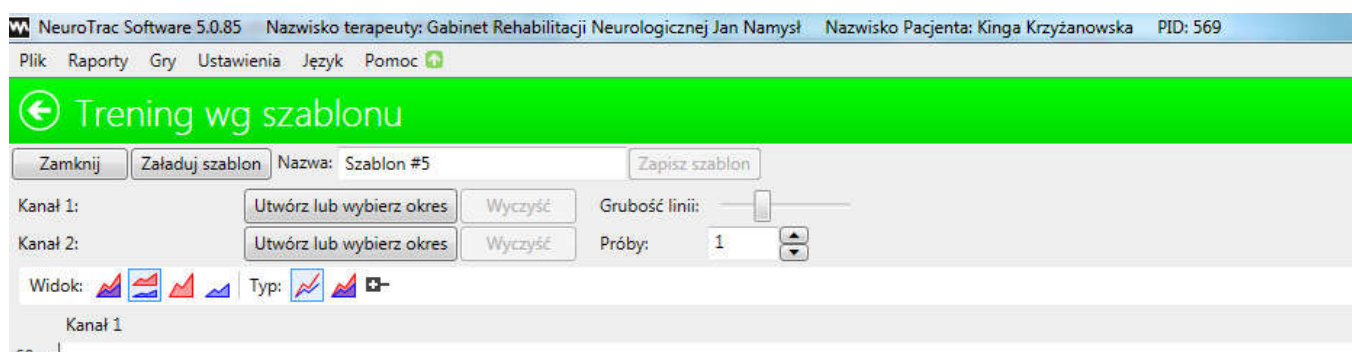 NeuroTrac Software 5.0.85 Nazwisko terapeuty: Gabinet Rehabilitacji Neurologicznej Jan Namysł Nazwisko Pacjenta: Kinga Krzyżanowska PID: 569
Plik Raporty Gry Ustawienia Język Pomoc
Trening wg szablonu
Zamknij Załaduj szablon Nazwa: Szablon #5 Zapisz szablon
Kanał 1: Utwórz lub wybierz okres Wyczyść Grubość linii:
Kanał 2: Utwórz lub wybierz okres Wyczyść Próby: 1
Widok: Typ:
Kanał 1